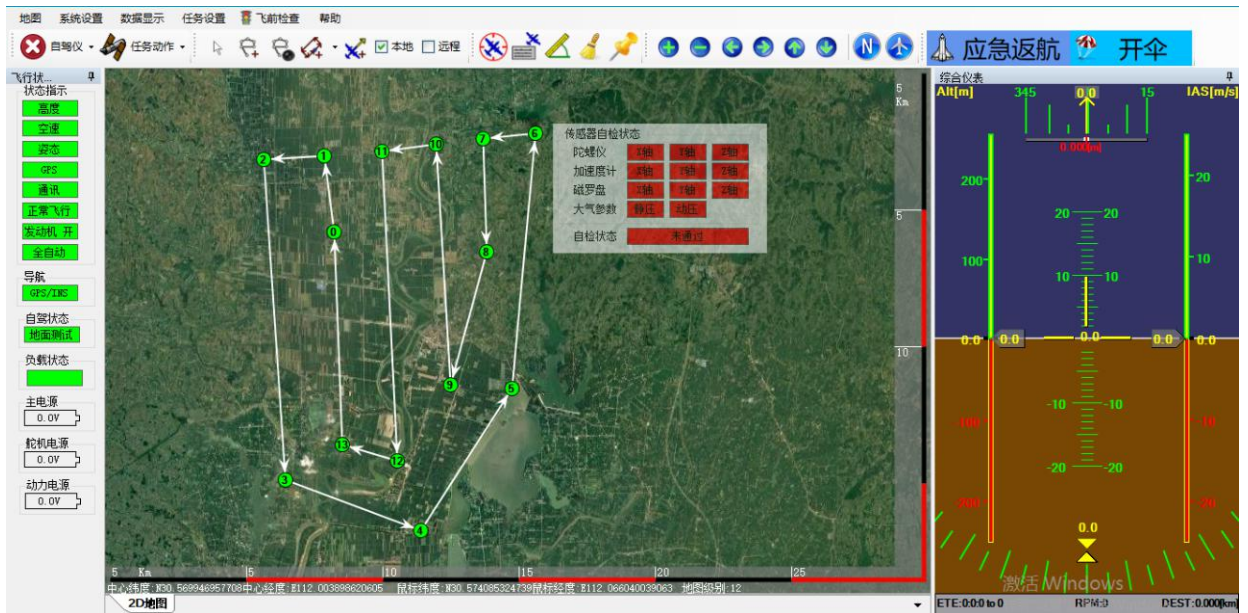 地图 系统设置 数据显示 任务设置 飞前检查 帮助
自驾仪 任务动作 本地 远程 N 应急返航 开伞
飞行状...
状态指示
高度
空速
姿态
GPS
通讯
正常飞行
发动机 开
全自动
导航
GPS/INS
自驾状态
地面测试
负载状态
主电源
0.0V
舵机电源
0.0V
动力电源
0.0V
5
Km
6
7
10
11
1
2
0
8
5
10
9
5
13
12
3
4
传感器自检状态
陀螺仪 X轴 Y轴 Z轴
加速度计 X轴 Y轴 Z轴
磁罗盘 X轴 Y轴 Z轴
大气参数 静压 动压
自检状态 未通过
5 Km 10 15 20 25
中心纬度:N30.569946957708中心经度:E112.003898620605 鼠标纬度:N30.574085324739鼠标经度:E112.066040039063 地图级别:12
2D地图
综合仪表
Alt[m] 345 0.0 15 IAS[m/s]
0.000[m]
200 20 20 20
100 10 10 10
0.0 0.0 0.0 0.0 0.0
-100 -10 -10 -10
-200 -20 -20 -20
0.0
激活 Windows
ETE:0:0:0 to 0 RPM:0 DEST:0.000[km]